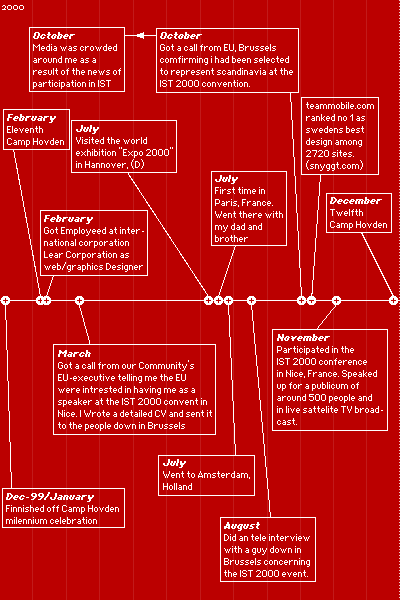 2000
October
Media was crowded
around me as a
result of the news of
participation in IST
October
Got a call from EU, Brussels
comfirming i had been selected
to represent scandinavia at the
IST 2000 convention.
teammobile.com
ranked no 1 as
swedens best
design among
2720 sites.
(snyggt.com)
February
Eleventh
Camp Hovden
July
Visited the world
exhibition "Expo 2000"
in Hannover, (D)
July
First time in
Paris, France.
Went there with
my dad and
brother
December
Twelfth
Camp Hovden
February
Got Employeed at inter-
national corporation
Lear Corporation as
web/graphics Designer
March
Got a call from our Community's
EU-executive telling me the EU
were intrested in having me as a
speaker at the IST 2000 convent in
Nice. I Wrote a detailed CV and sent it
to the people down in Brussels
November
Participated in the
IST 2000 conference
in Nice, France. Speaked
up for a publicum of
around 500 people and
in live sattelite TV broad-
cast.
July
Went to Amsterdam,
Holland
Dec-99/January
Finnished off Camp Hovden
milennium celebration
August
Did an tele interview
with a guy down in
Brussels concerning
the IST 2000 event.